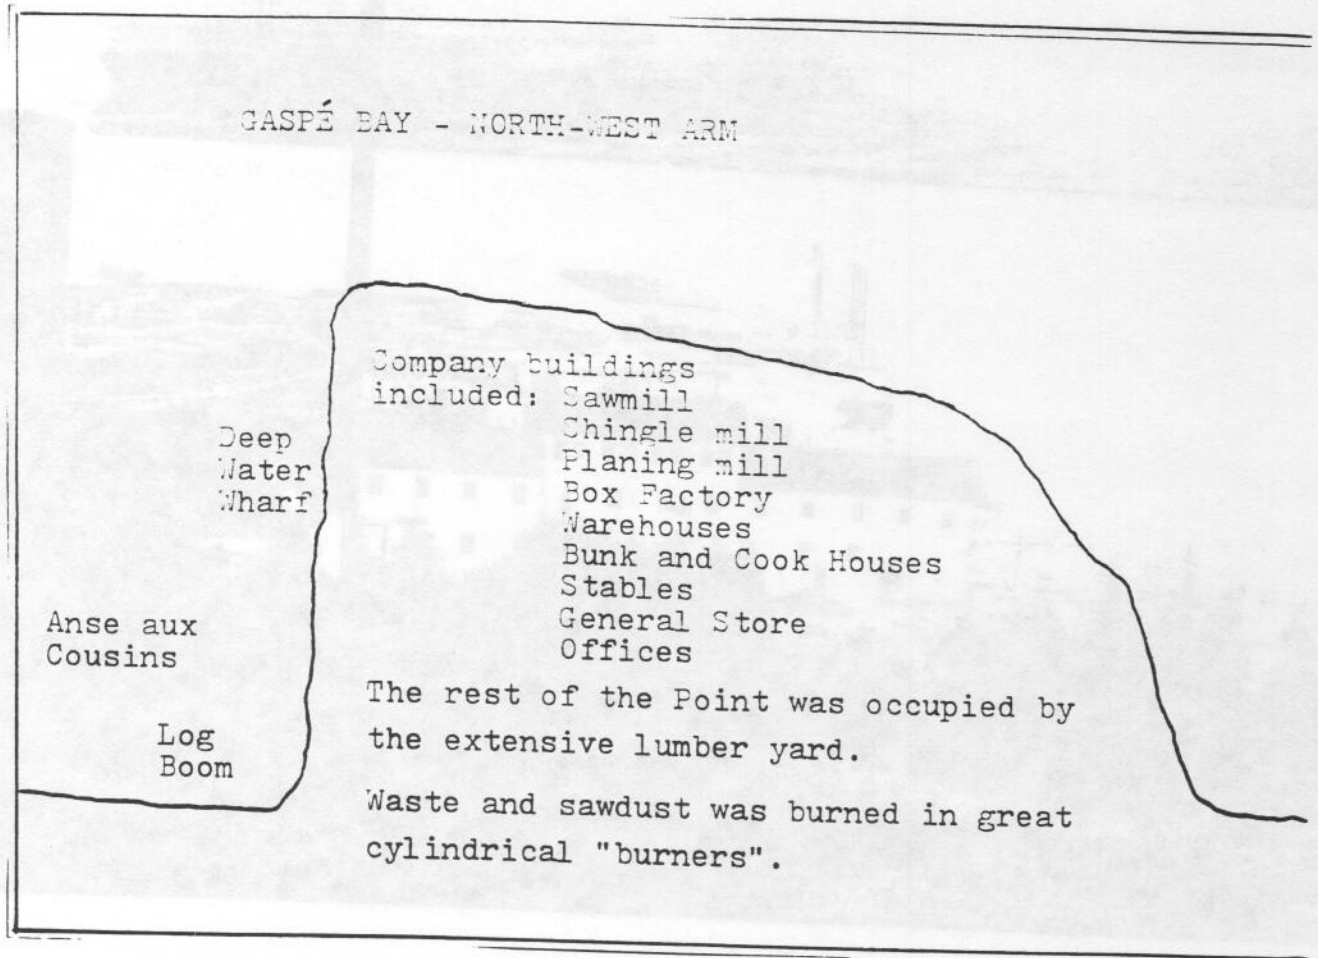 GASPÉ BAY - NORTH-WEST ARM
Company buildings
included: Sawmill
Shingle mill
Planing mill
Box Factory
Warehouses
Bunk and Cook Houses
Stables
General Store
Offices
Deep
Water
Wharf
Anse aux
Cousins
Log
Boom
The rest of the Point was occupied by
the extensive lumber yard.
Waste and sawdust was burned in great
cylindrical "burners".